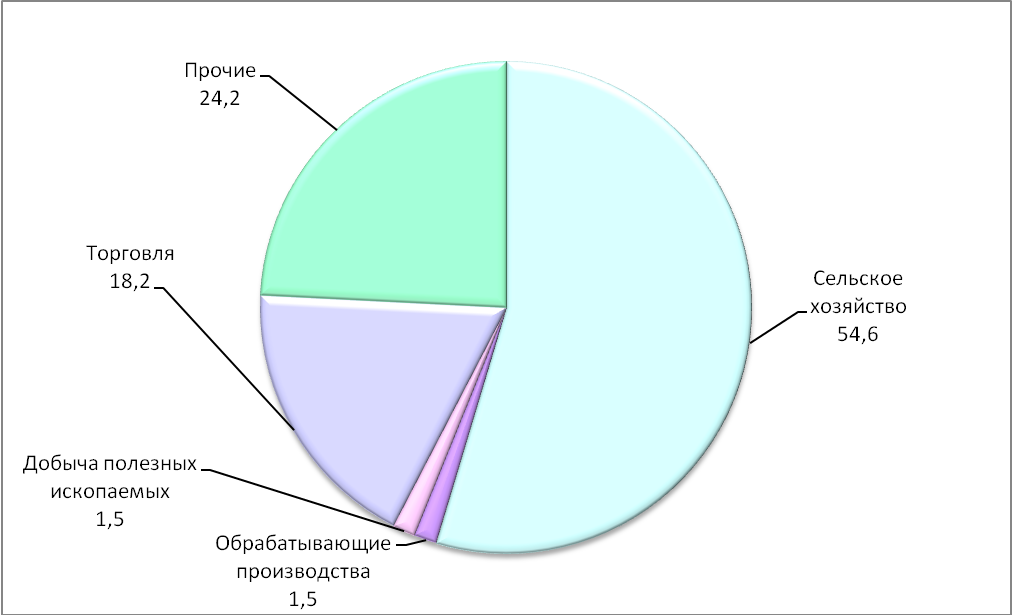 Прочие
24,2
Торговля
18,2
Сельское
хозяйство
54,6
Добыча полезных
ископаемых
1,5
Обрабатывающие
производства
1,5